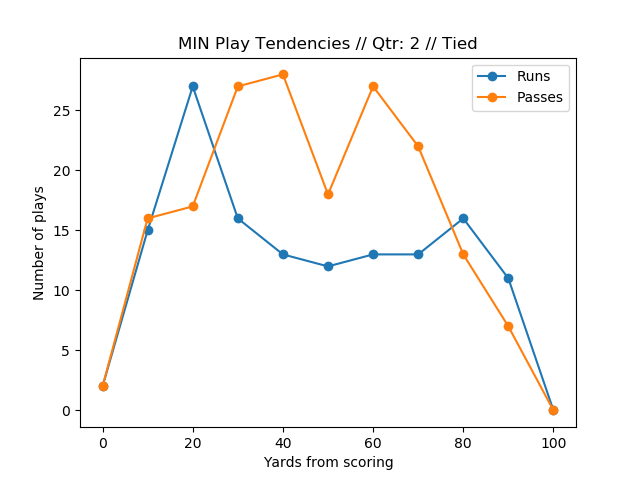 MIN Play Tendencies // Qtr: 2 // Tied
Runs
Passes
Number of plays
25
20
15
10
5
0
0 20 40 60 80 100
Yards from scoring